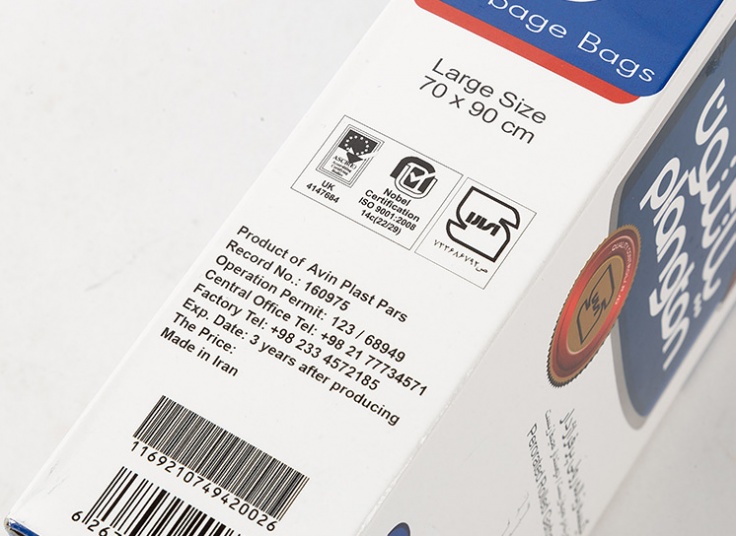 bage Bags
Large Size
70 x 90 cm
UK
4147684
Nobel
Certification
ISO 9001:2008
14c(22/29)
ص٧٢٣٦٨٦٧٩٢
Product of Avin Plast Pars
Record No.: 160975
Operation Permit: 123 / 68949
Central Office Tel: +98 21 77734571
Factory Tel: +98 233 4572185
Exp. Date: 3 years after producing
The Price:
Made in Iran
1169210749420026
plangan